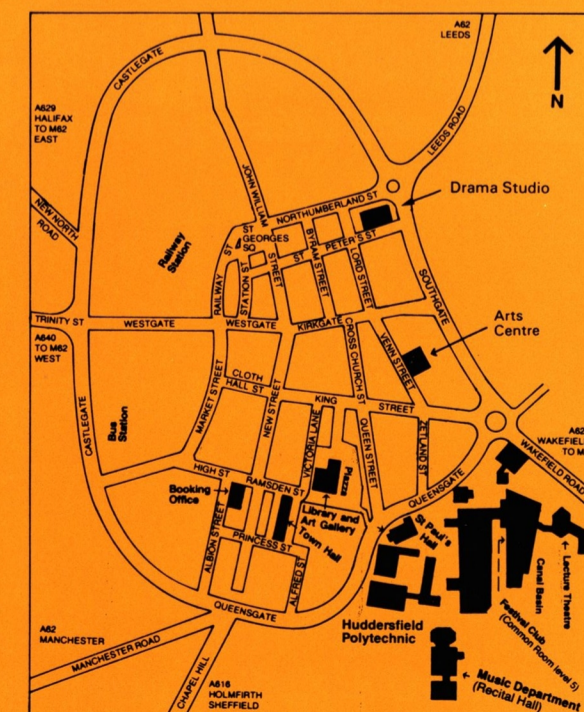 A62
LEEDS
N
CASTLEGATE
A629
HALIFAX
TO M62
EAST
LEEDS ROAD
Drama Studio
JOHN WILLIAM
STREET
NORTHUMBERLAND ST
NEW NORTH
ROAD
Railway
Station
ST
GEORGES
SQ
ST PETER'S ST
BYRAM STREET
LORD STREET
RAILWAY ST
STATION ST
SOUTHGATE
Arts
Centre
TRINITY ST
WESTGATE
WESTGATE
KIRKGATE
CROSS CHURCH ST
VENN STREET
A640
TO M62
WEST
CLOTH
HALL ST
KING
STREET
MARKET STREET
NEW STREET
VICTORIA LANE
QUEEN STREET
ZETLAND ST
CASTLEGATE
Bus
Station
WAKEFIELD ROAD
HIGH ST
RAMSDEN ST
Piazza
QUEENSGATE
Booking
Office
Library and
Art Gallery
Town Hall
St Paul's
Hall
ALBION STREET
PRINCESS ST
ALFRED ST
Lecture Theatre
Canal Basin
Festival Club
(Common Room level 5)
QUEENSGATE
Huddersfield
Polytechnic
A62
MANCHESTER
MANCHESTER ROAD
CHAPEL HILL
A616
HOLMFIRTH
SHEFFIELD
Music Department
(Recital Hall)